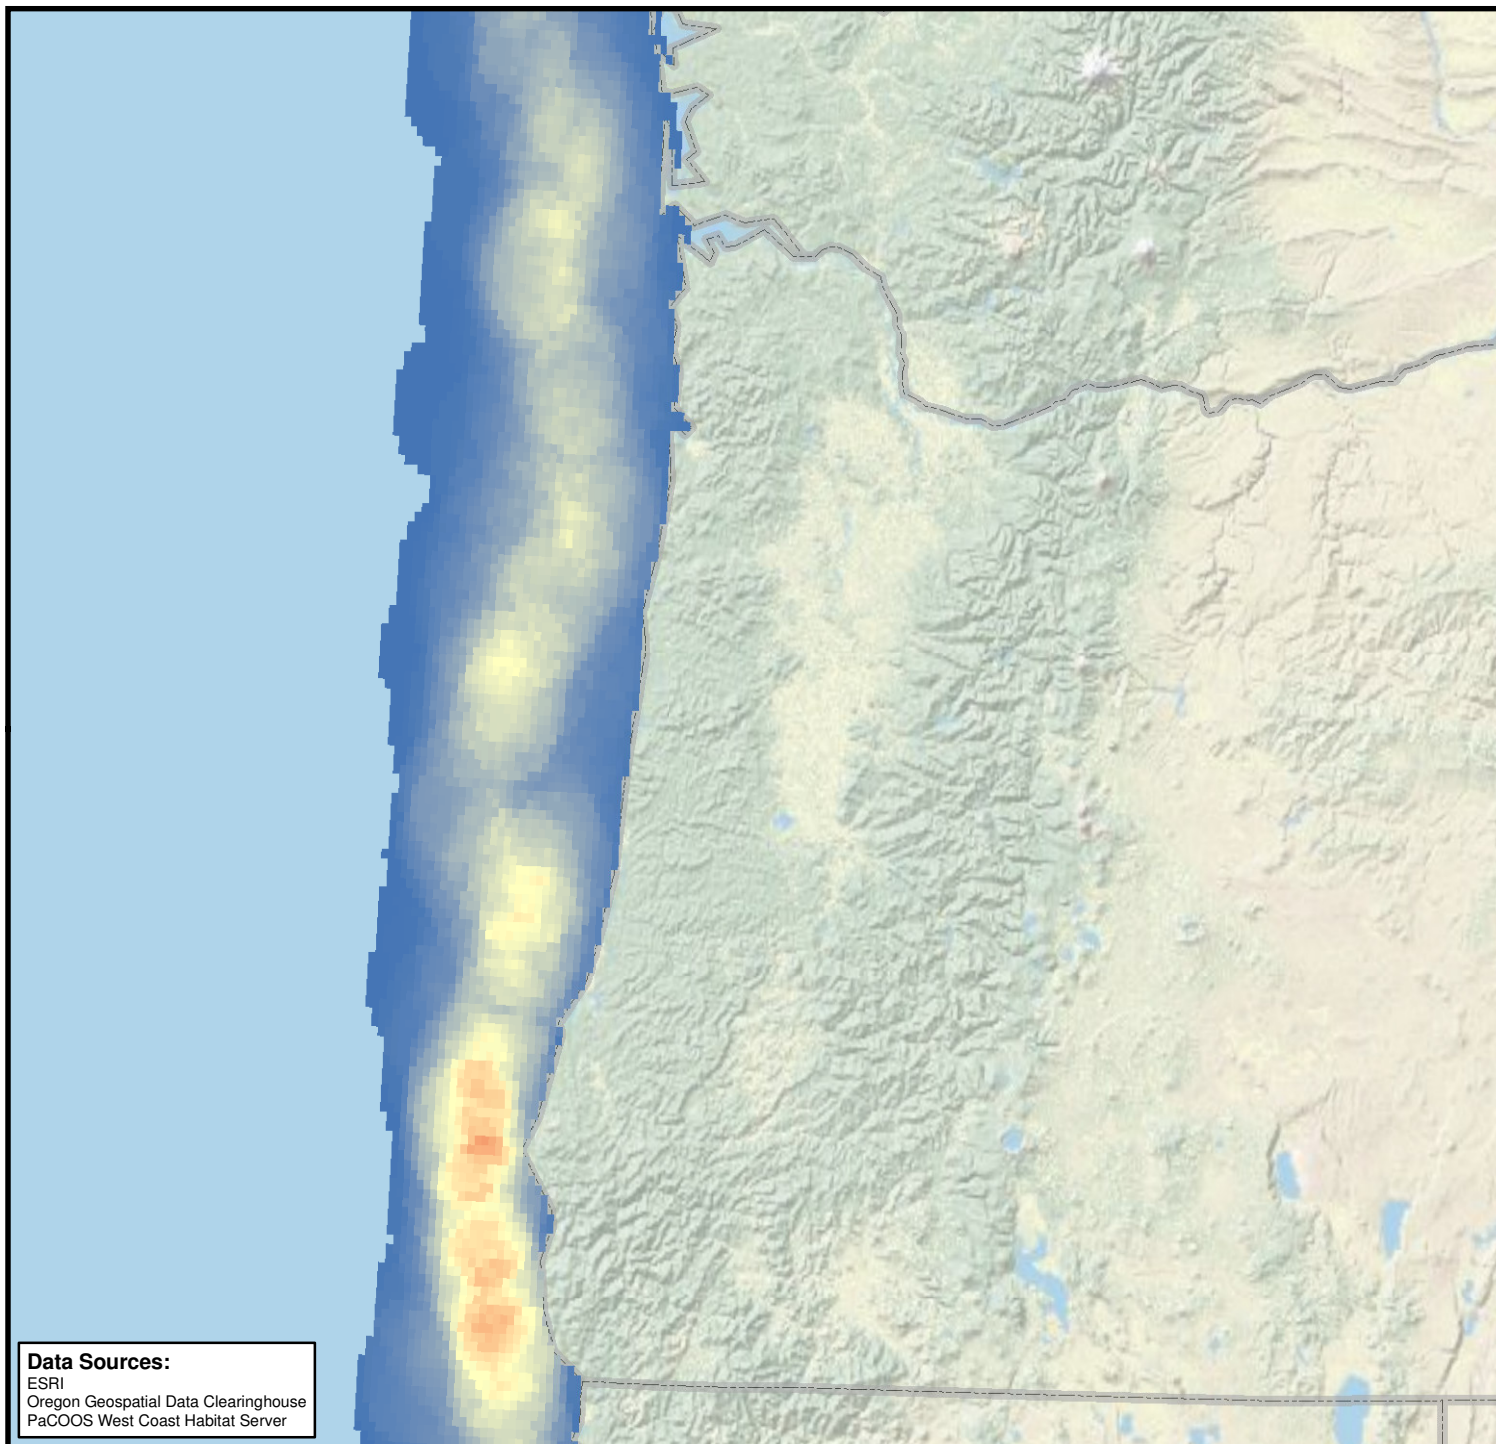 Data Sources:
ESRI
Oregon Geospatial Data Clearinghouse
PaCOOS West Coast Habitat Server